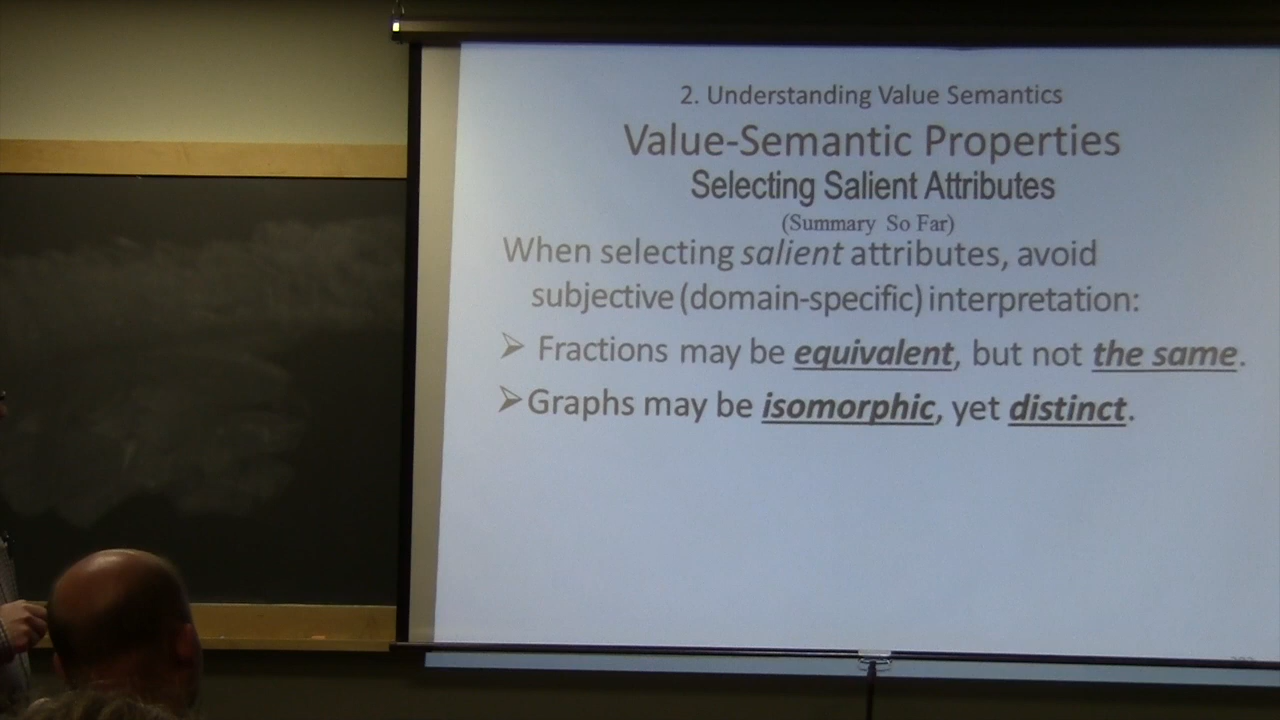 2. Understanding Value Semantics
Value-Semantic Properties
Selecting Salient Attributes
(Summary So Far)
When selecting salient attributes, avoid
subjective (domain-specific) interpretation:
➢ Fractions may be equivalent, but not the same.
➢ Graphs may be isomorphic, yet distinct.